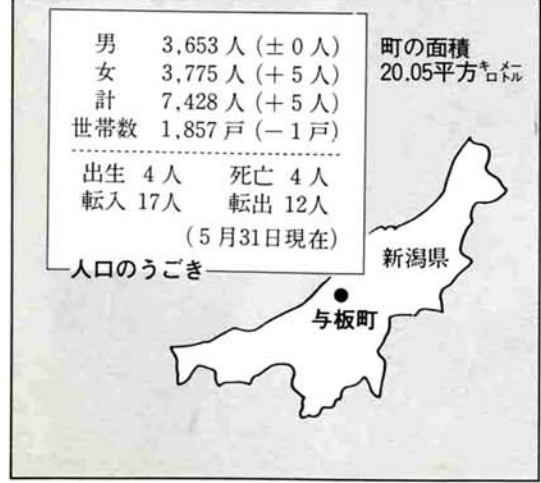 男 3,653人(±0人)
女 3,775人(+5人)
計 7,428人(+5人)
世帯数 1,857戸(−1戸)
出生 4人 死亡 4人
転入 17人 転出 12人
(5月31日現在)
人口のうごき
町の面積
20.05平方キロメートル
新潟県
与板町